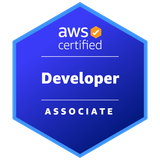 aws
certified
Developer
ASSOCIATE